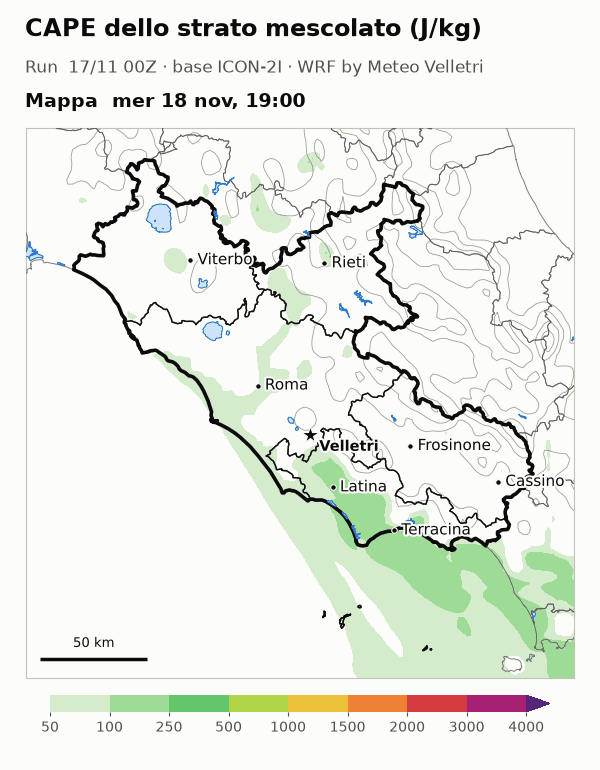 CAPE dello strato mescolato (J/kg)
Run  17/11 00Z · base ICON-2I · WRF by Meteo Velletri
Mappa  mer 18 nov, 19:00
Viterbo
Rieti
Roma
Velletri
Frosinone
Cassino
Latina
Terracina
50 km
50 100 250 500 1000 1500 2000 3000 4000